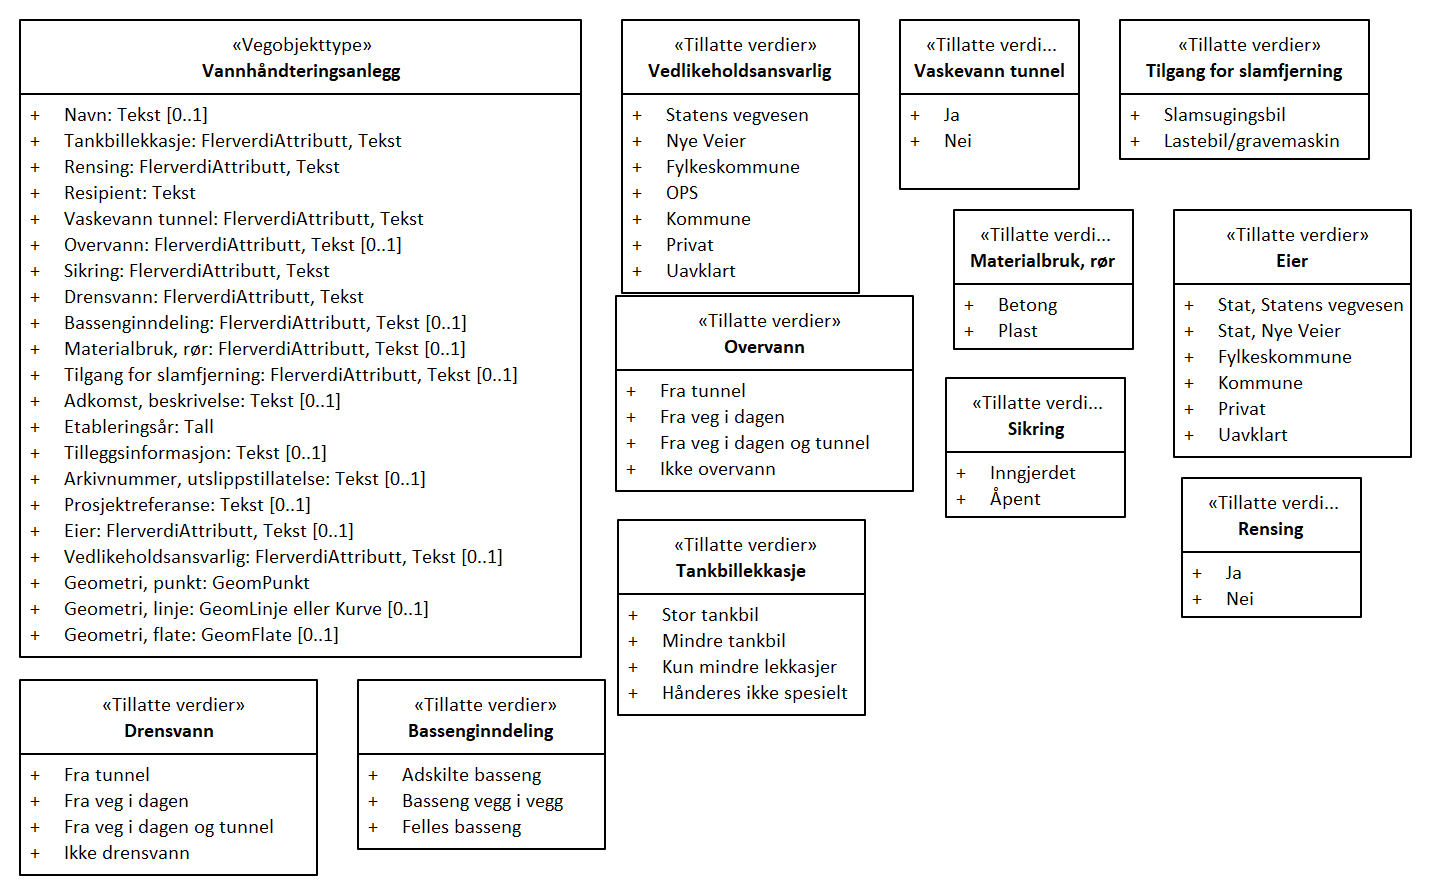 «Vegobjekttype»
Vannhåndteringsanlegg
+ Navn: Tekst [0..1]
+ Tankbillekkasje: FlerverdiAttributt, Tekst
+ Rensing: FlerverdiAttributt, Tekst
+ Resipient: Tekst
+ Vaskevann tunnel: FlerverdiAttributt, Tekst
+ Overvann: FlerverdiAttributt, Tekst [0..1]
+ Sikring: FlerverdiAttributt, Tekst
+ Drensvann: FlerverdiAttributt, Tekst
+ Bassenginndeling: FlerverdiAttributt, Tekst [0..1]
+ Materialbruk, rør: FlerverdiAttributt, Tekst [0..1]
+ Tilgang for slamfjerning: FlerverdiAttributt, Tekst [0..1]
+ Adkomst, beskrivelse: Tekst [0..1]
+ Etableringsår: Tall
+ Tilleggsinformasjon: Tekst [0..1]
+ Arkivnummer, utslippstillatelse: Tekst [0..1]
+ Prosjektreferanse: Tekst [0..1]
+ Eier: FlerverdiAttributt, Tekst [0..1]
+ Vedlikeholdsansvarlig: FlerverdiAttributt, Tekst [0..1]
+ Geometri, punkt: GeomPunkt
+ Geometri, linje: GeomLinje eller Kurve [0..1]
+ Geometri, flate: GeomFlate [0..1]
«Tillatte verdier»
Vedlikeholdsansvarlig
+ Statens vegvesen
+ Nye Veier
+ Fylkeskommune
+ OPS
+ Kommune
+ Privat
+ Uavklart
«Tillatte verdi...
Vaskevann tunnel
+ Ja
+ Nei
«Tillatte verdier»
Tilgang for slamfjerning
+ Slamsugingsbil
+ Lastebil/gravemaskin
«Tillatte verdi...
Materialbruk, rør
+ Betong
+ Plast
«Tillatte verdier»
Eier
+ Stat, Statens vegvesen
+ Stat, Nye Veier
+ Fylkeskommune
+ Kommune
+ Privat
+ Uavklart
«Tillatte verdier»
Overvann
+ Fra tunnel
+ Fra veg i dagen
+ Fra veg i dagen og tunnel
+ Ikke overvann
«Tillatte verdi...
Sikring
+ Inngjerdet
+ Åpent
«Tillatte verdi...
Rensing
+ Ja
+ Nei
«Tillatte verdier»
Tankbillekkasje
+ Stor tankbil
+ Mindre tankbil
+ Kun mindre lekkasjer
+ Hånderes ikke spesielt
«Tillatte verdier»
Drensvann
+ Fra tunnel
+ Fra veg i dagen
+ Fra veg i dagen og tunnel
+ Ikke drensvann
«Tillatte verdier»
Bassenginndeling
+ Adskilte basseng
+ Basseng vegg i vegg
+ Felles basseng